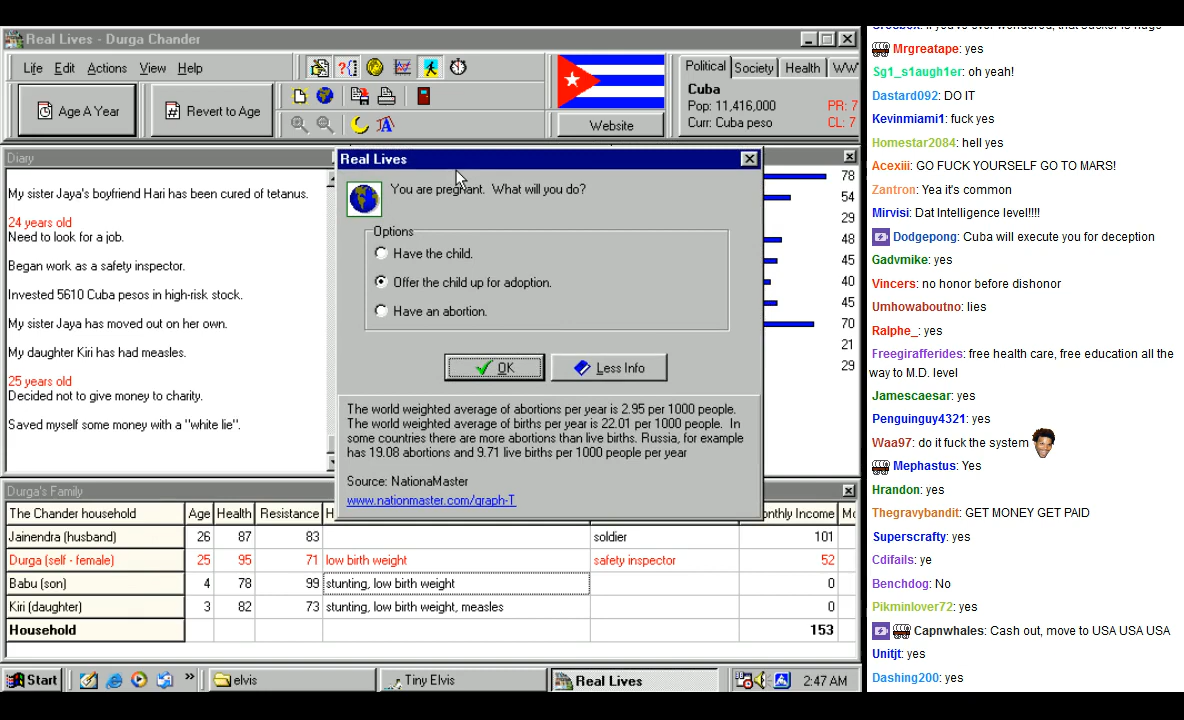 Real Lives - Durga Chander
Life Edit Actions View Help
Age A Year
Revert to Age
Website
Political Society Health
Cuba
Pop: 11,416,000 PR: 7
Curr: Cuba peso CL: 7
Diary
My sister Jaya's boyfriend Hari has been cured of tetanus.
24 years old
Need to look for a job.
Began work as a safety inspector.
Invested 5610 Cuba pesos in high-risk stock.
My sister Jaya has moved out on her own.
My daughter Kiri has had measles.
25 years old
Decided not to give money to charity.
Saved myself some money with a "white lie".
78
54
29
48
45
40
45
70
21
29
Real Lives
You are pregnant. What will you do?
Options
Have the child.
Offer the child up for adoption.
Have an abortion.
OK
Less Info
The world weighted average of abortions per year is 2.95 per 1000 people.
The world weighted average of births per year is 22.01 per 1000 people. In
some countries there are more abortions than live births. Russia, for example
has 19.08 abortions and 9.71 live births per 1000 people per year
Source: NationaMaster
www.nationmaster.com/graph-T
Durga's Family
The Chander household Age Health Resistance H onthly Income Mo
Jainendra (husband) 26 87 83 soldier 101
Durga (self - female) 25 95 71 low birth weight safety inspector 52
Babu (son) 4 78 99 stunting, low birth weight 0
Kiri (daughter) 3 82 73 stunting, low birth weight, measles 0
Household 153
Start » elvis Tiny Elvis Real Lives 2:47 AM
Mrgreatape: yes
Sg1_s1augh1er: oh yeah!
Dastard092: DO IT
Kevinmiami1: fuck yes
Homestar2084: hell yes
Acexiii: GO FUCK YOURSELF GO TO MARS!
Zantron: Yea it's common
Mirvisi: Dat Intelligence level!!!!
Dodgepong: Cuba will execute you for deception
Gadvmike: yes
Vincers: no honor before dishonor
Umhowaboutno: lies
Ralphe_: yes
Freegirafferides: free health care, free education all the
way to M.D. level
Jamescaesar: yes
Penguinguy4321: yes
Waa97: do it fuck the system
Mephastus: Yes
Hrandon: yes
Thegravybandit: GET MONEY GET PAID
Superscrafty: yes
Cdifails: ye
Benchdog: No
Pikminlover72: yes
Capnwhales: Cash out, move to USA USA USA
Unitjt: yes
Dashing200: yes